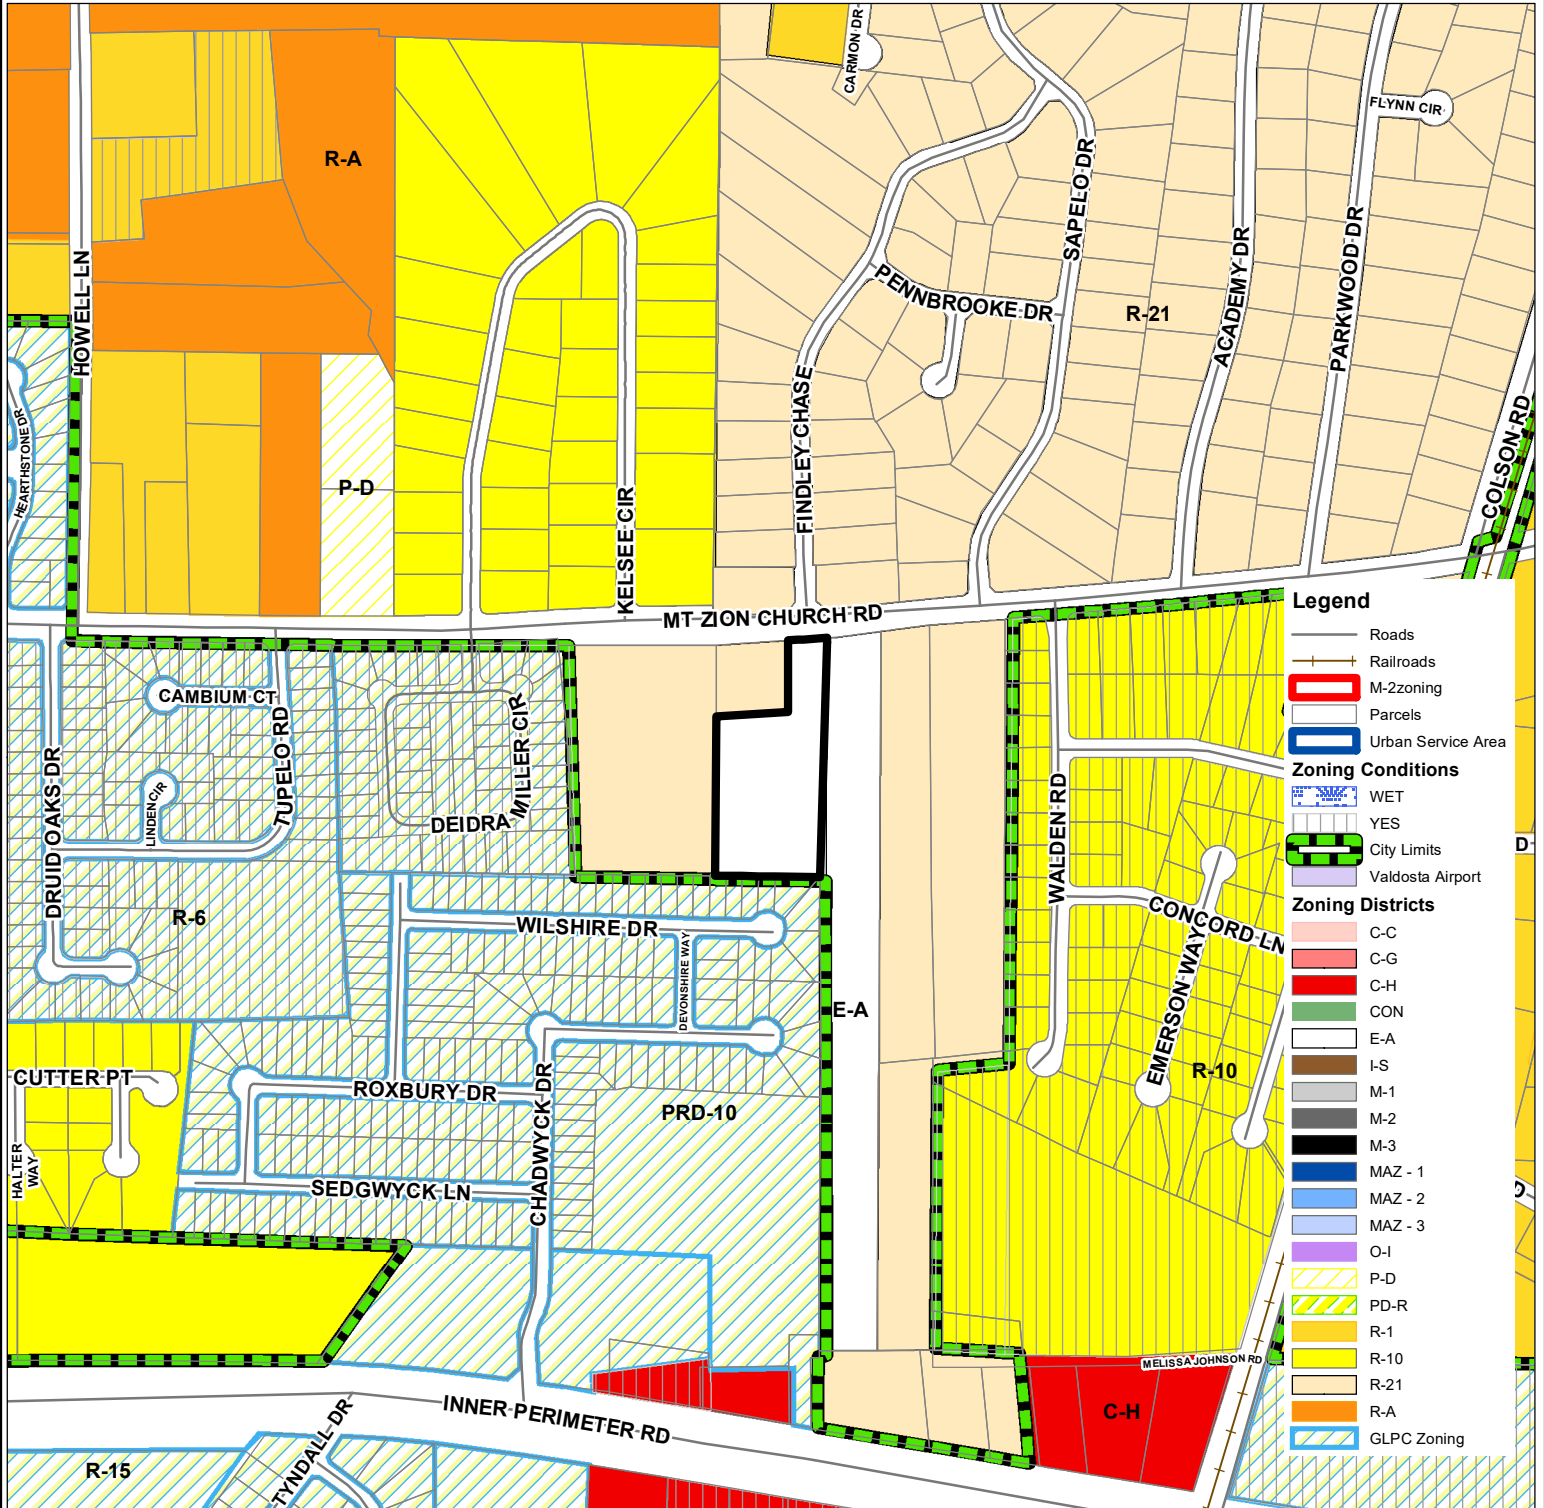 CARMON DR
FLYNN CIR
R-A
SAPELO DR
PENNBROOKE DR
R-21
ACADEMY DR
PARKWOOD DR
HOWELL LN
HEARTHSTONE DR
P-D
FINDLEY CHASE
KELSEE CIR
COLSON RD
MT ZION CHURCH RD
CAMBIUM CT
TUPELO RD
LINDEN CIR
DRUID OAKS DR
DEIDRA
MILLER CIR
R-6
WILSHIRE DR
DEVONSHIRE WAY
WALDEN RD
CONCORD LN
EMERSON WAY
R-10
E-A
CUTTER PT
HALTER
WAY
ROXBURY DR
CHADWYCK DR
PRD-10
SEDGWYCK LN
MELISSA JOHNSON RD
C-H
INNER PERIMETER RD
TYNDALL DR
R-15
D
D
Legend
Roads
Railroads
M-2zoning
Parcels
Urban Service Area
Zoning Conditions
WET
YES
City Limits
Valdosta Airport
Zoning Districts
C-C
C-G
C-H
CON
E-A
I-S
M-1
M-2
M-3
MAZ - 1
MAZ - 2
MAZ - 3
O-I
P-D
PD-R
R-1
R-10
R-21
R-A
GLPC Zoning